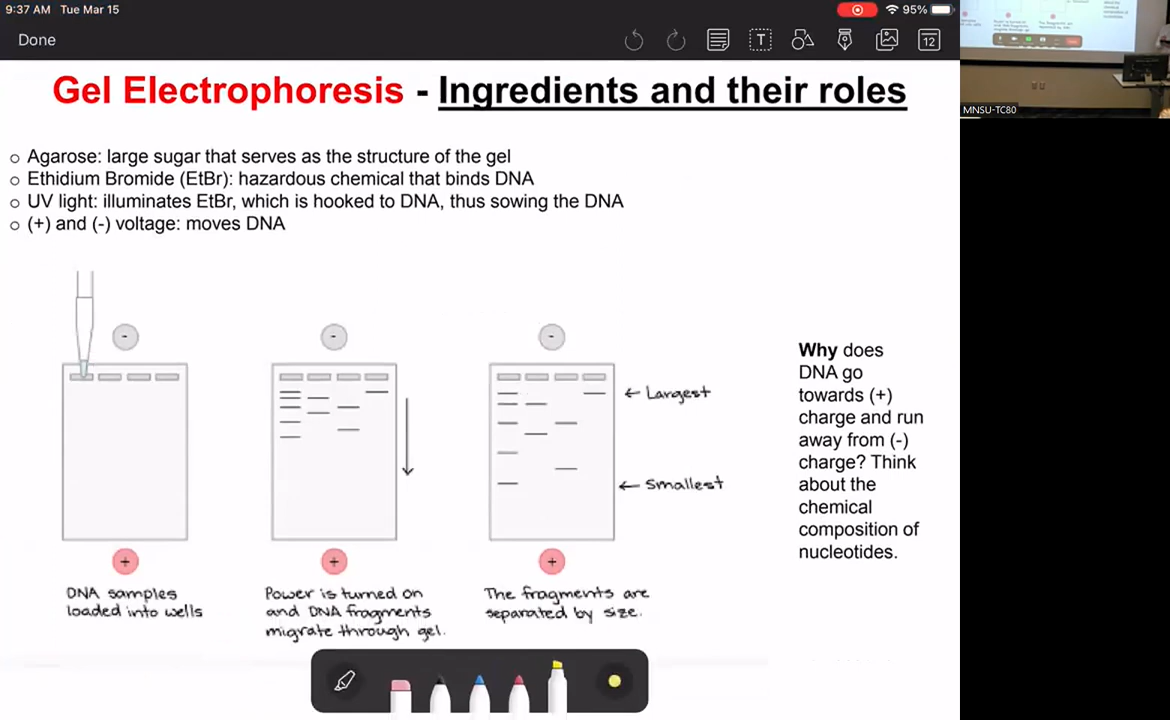 9:37 AM Tue Mar 15
95%
Done
T
12
Gel Electrophoresis - Ingredients and their roles
Agarose: large sugar that serves as the structure of the gel
Ethidium Bromide (EtBr): hazardous chemical that binds DNA
UV light: illuminates EtBr, which is hooked to DNA, thus sowing the DNA
(+) and (-) voltage: moves DNA
- - -
Largest
Smallest
+ + +
DNA samples
loaded into wells
Power is turned on
and DNA fragments
migrate through gel.
The fragments are
separated by size.
Why does
DNA go
towards (+)
charge and run
away from (-)
charge? Think
about the
chemical
composition of
nucleotides.
MNSU-TC80